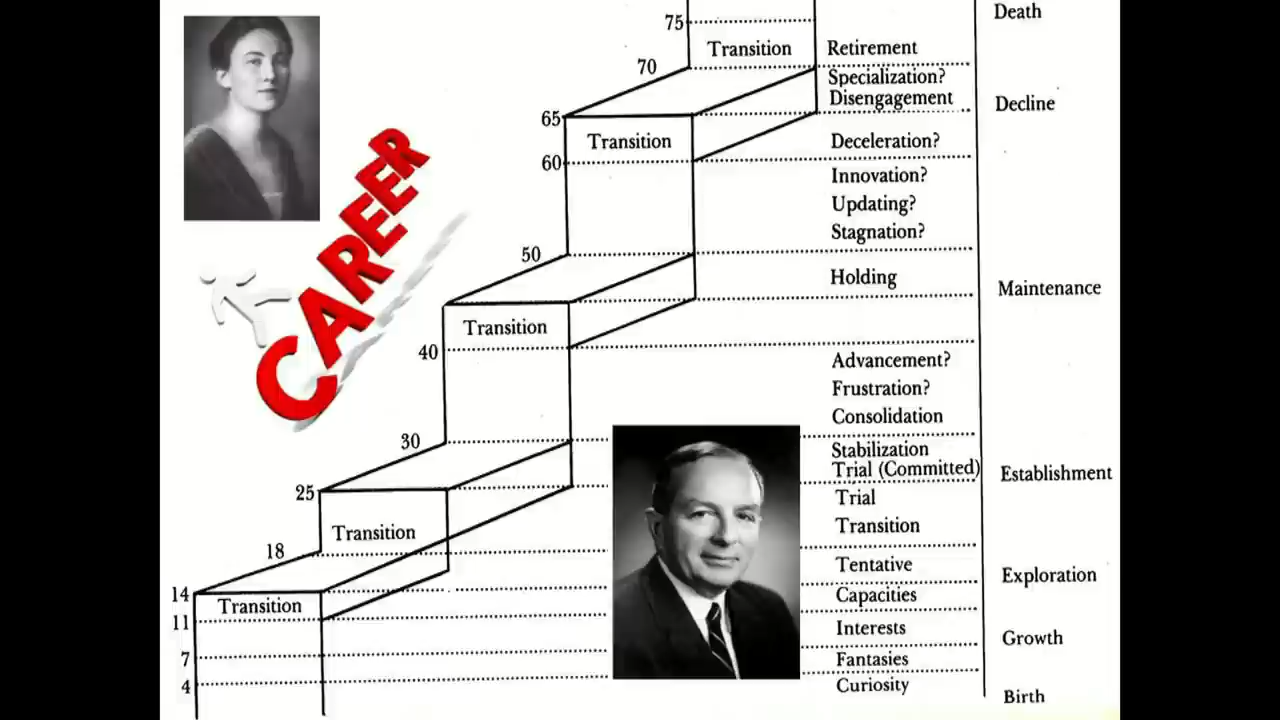 75
Death
Transition
Retirement
70
Specialization?
Disengagement
Decline
65
Transition
Deceleration?
60
Innovation?
Updating?
Stagnation?
50
Holding
Maintenance
CAREER
Transition
40
Advancement?
Frustration?
Consolidation
30
Stabilization
Trial (Committed)
Establishment
25
Trial
Transition
Transition
18
Tentative
Exploration
14
Capacities
Transition
11
Interests
Growth
7
Fantasies
4
Curiosity
Birth